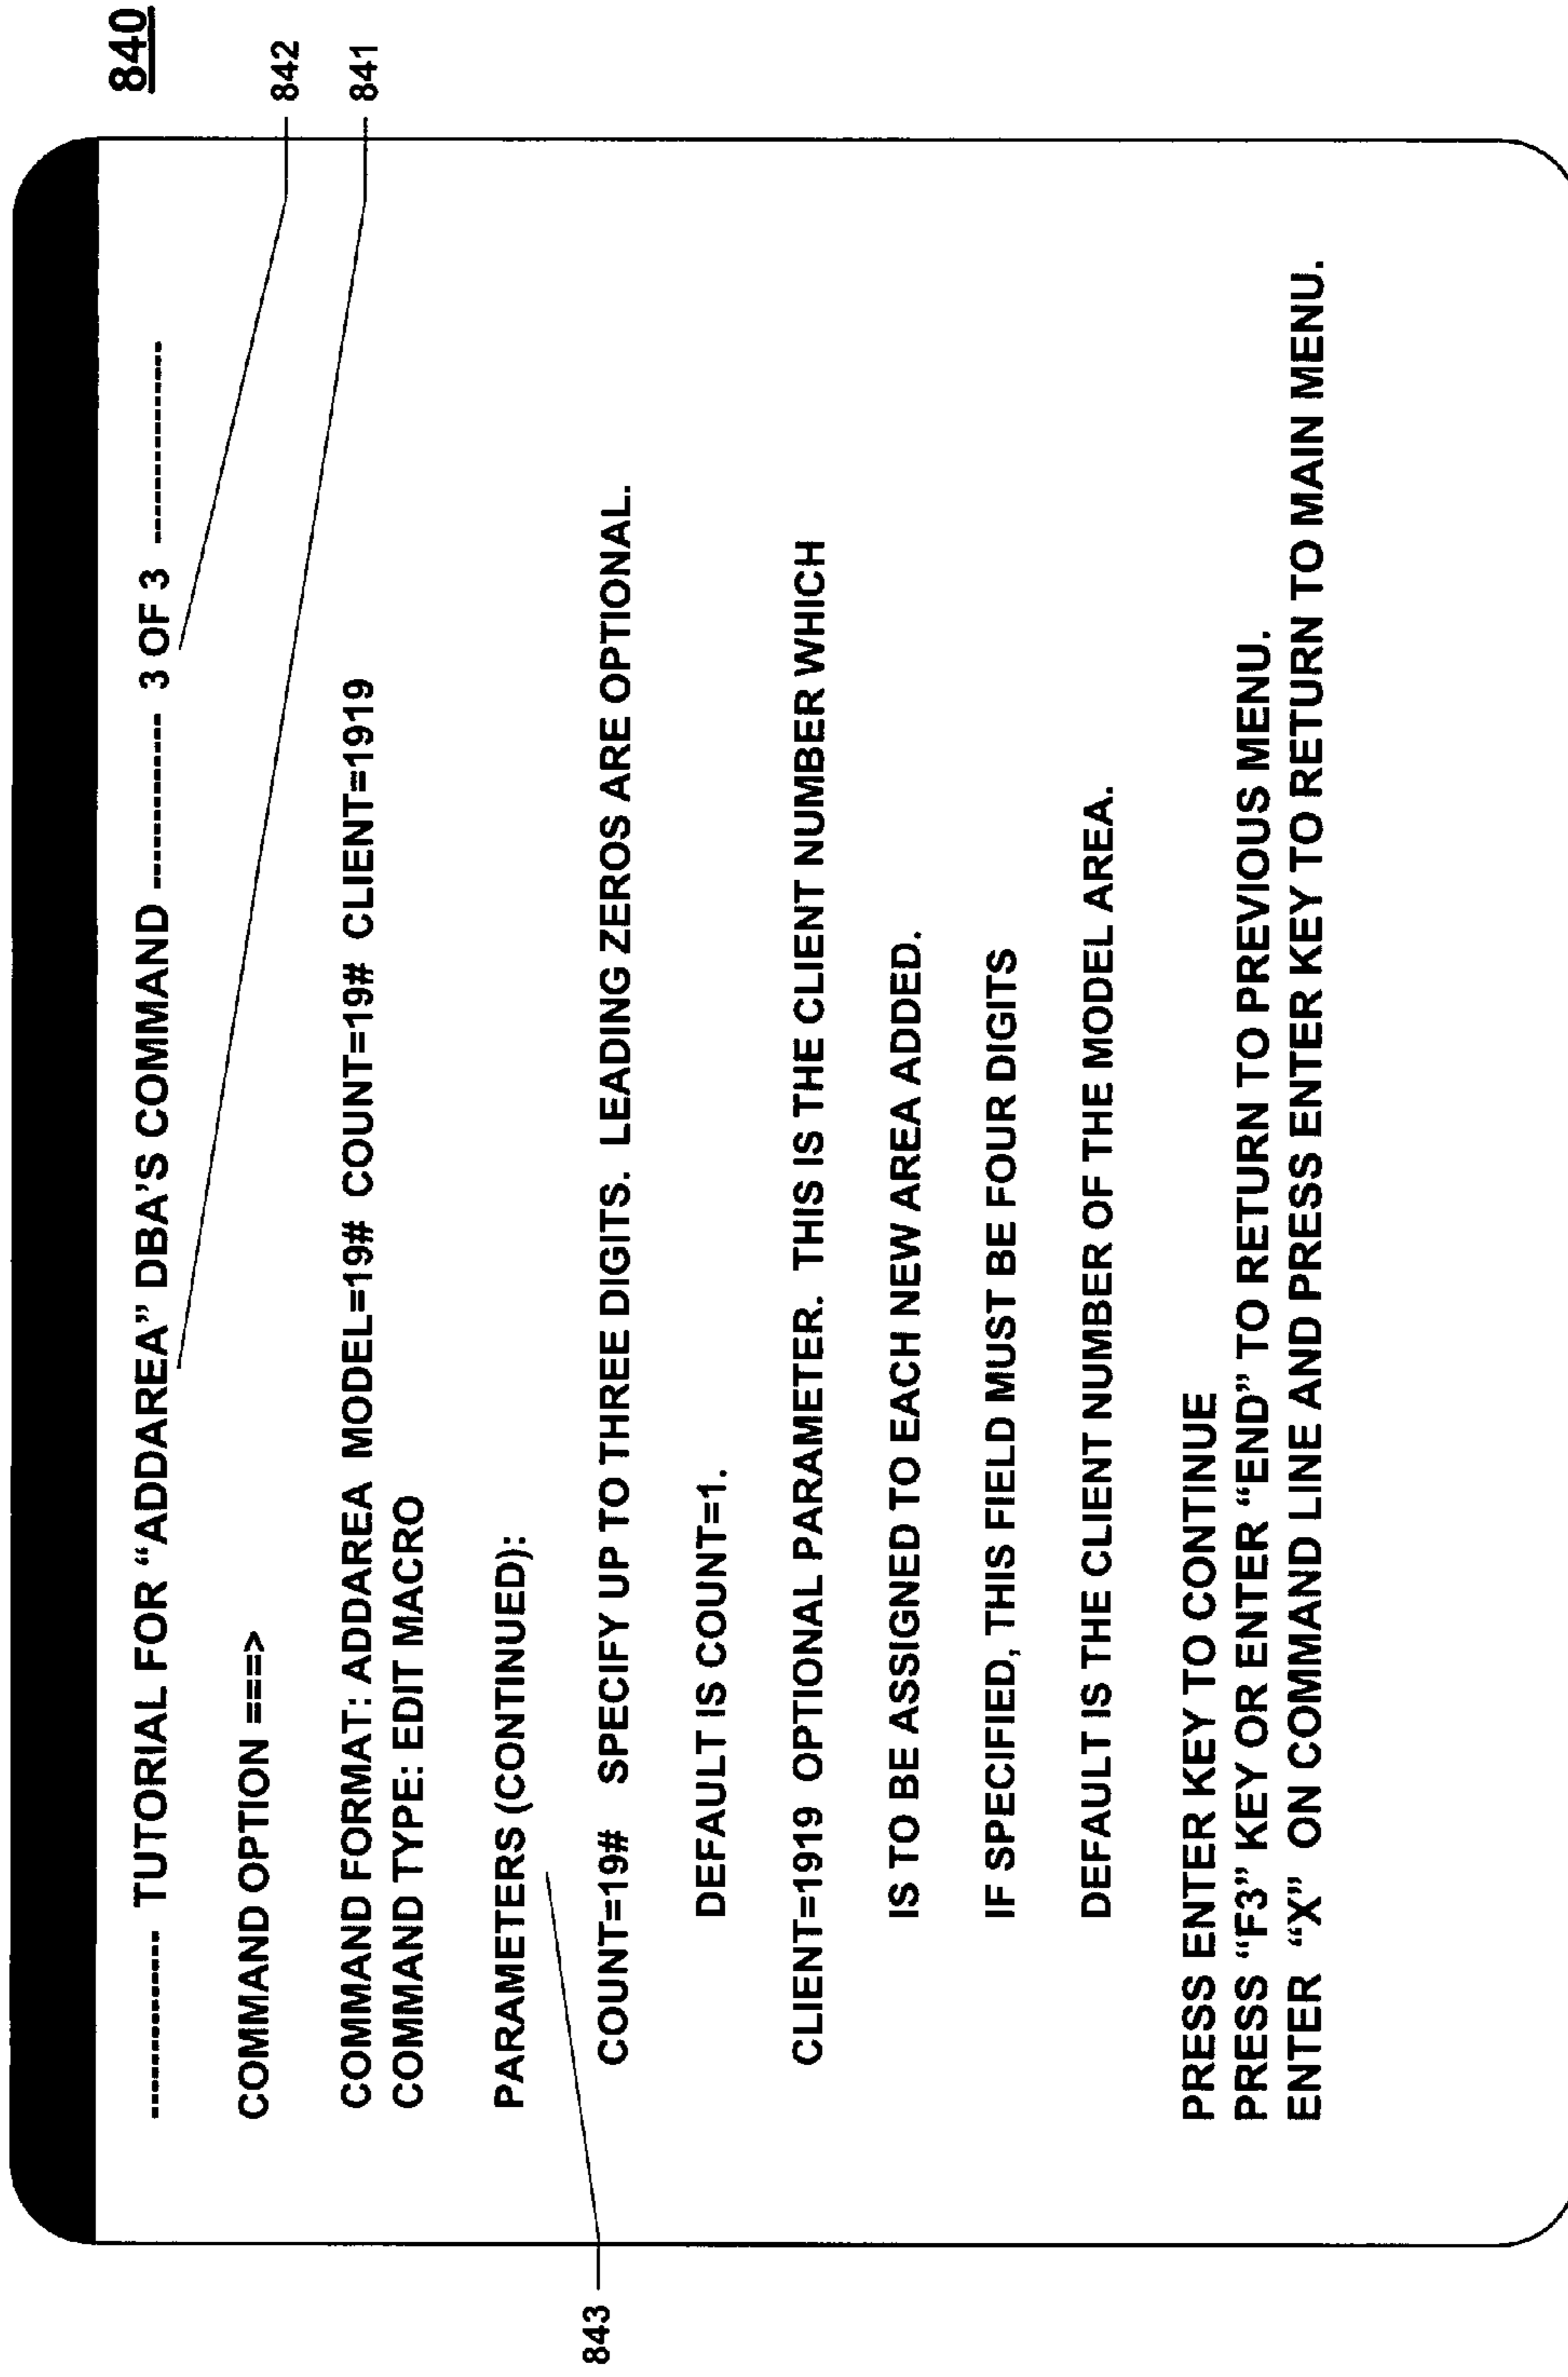 840
------------ TUTORIAL FOR “ADDAREA” DBA’S COMMAND ------------ 3 OF 3 --------------
842
841
COMMAND OPTION ===>
COMMAND FORMAT: ADDAREA MODEL=19# COUNT=19# CLIENT=1919
COMMAND TYPE: EDIT MACRO
PARAMETERS (CONTINUED):
843
COUNT=19# SPECIFY UP TO THREE DIGITS. LEADING ZEROS ARE OPTIONAL.
DEFAULT IS COUNT=1.
CLIENT=1919 OPTIONAL PARAMETER. THIS IS THE CLIENT NUMBER WHICH
IS TO BE ASSIGNED TO EACH NEW AREA ADDED.
IF SPECIFIED, THIS FIELD MUST BE FOUR DIGITS
DEFAULT IS THE CLIENT NUMBER OF THE MODEL AREA.
PRESS ENTER KEY TO CONTINUE
PRESS “F3” KEY OR ENTER “END” TO RETURN TO PREVIOUS MENU.
ENTER “X” ON COMMAND LINE AND PRESS ENTER KEY TO RETURN TO MAIN MENU.